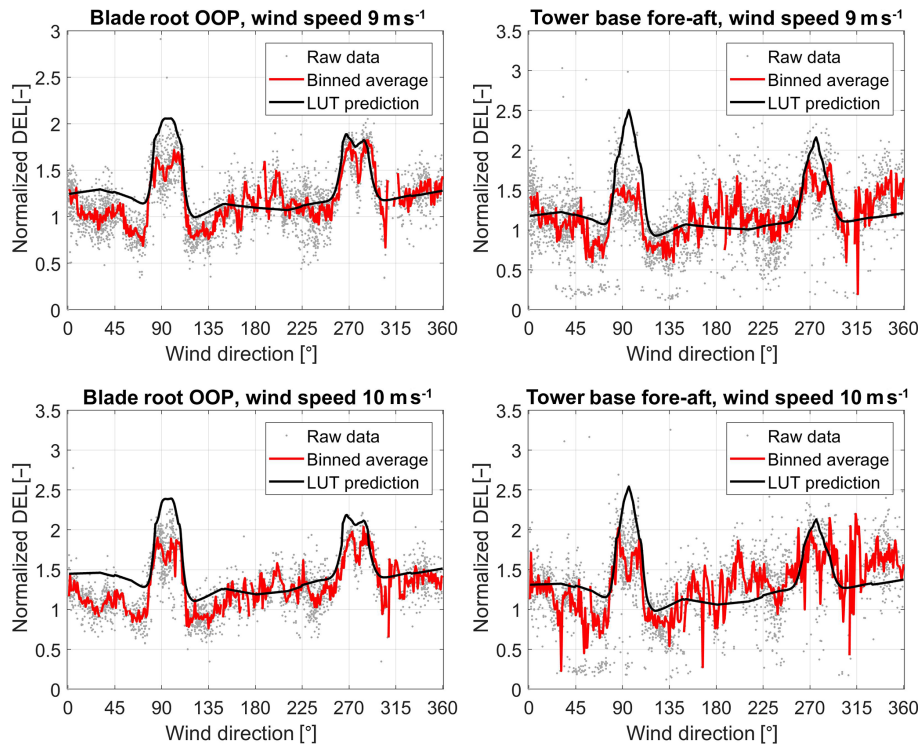 Blade root OOP, wind speed 9 m s-1
Normalized DEL[−]
3
2.5
2
1.5
1
0.5
0
Raw data
Binned average
LUT prediction
0 45 90 135 180 225 270 315 360
Wind direction [°]
Tower base fore-aft, wind speed 9 m s-1
Normalized DEL[−]
3.5
3
2.5
2
1.5
1
0.5
0
Raw data
Binned average
LUT prediction
0 45 90 135 180 225 270 315 360
Wind direction [°]
Blade root OOP, wind speed 10 m s-1
Normalized DEL[−]
3.5
3
2.5
2
1.5
1
0.5
0
Raw data
Binned average
LUT prediction
0 45 90 135 180 225 270 315 360
Wind direction [°]
Tower base fore-aft, wind speed 10 m s-1
Normalized DEL[−]
3.5
3
2.5
2
1.5
1
0.5
0
Raw data
Binned average
LUT prediction
0 45 90 135 180 225 270 315 360
Wind direction [°]